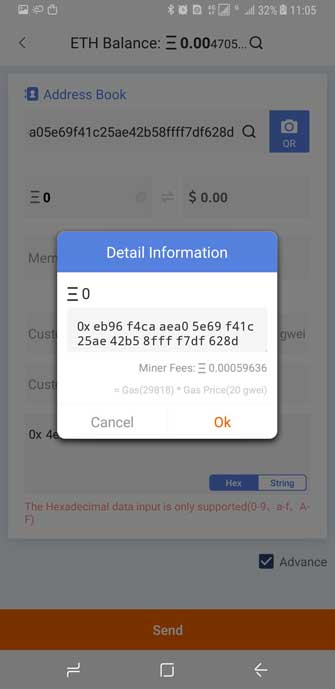 32% 11:05
ETH Balance: Ξ 0.004705...
Address Book
a05e69f41c25ae42b58ffff7df628d
QR
Ξ 0
$ 0.00
Detail Information
Ξ 0
Mem
0x eb96 f4ca aea0 5e69 f41c
25ae 42b5 8fff f7df 628d
Cust
gwei
Miner Fees: Ξ 0.00059636
= Gas(29818) * Gas Price(20 gwei)
Cust
Cancel
Ok
0x 4e
Hex
String
The Hexadecimal data input is only supported(0-9、a-f、A-
F)
Advance
Send